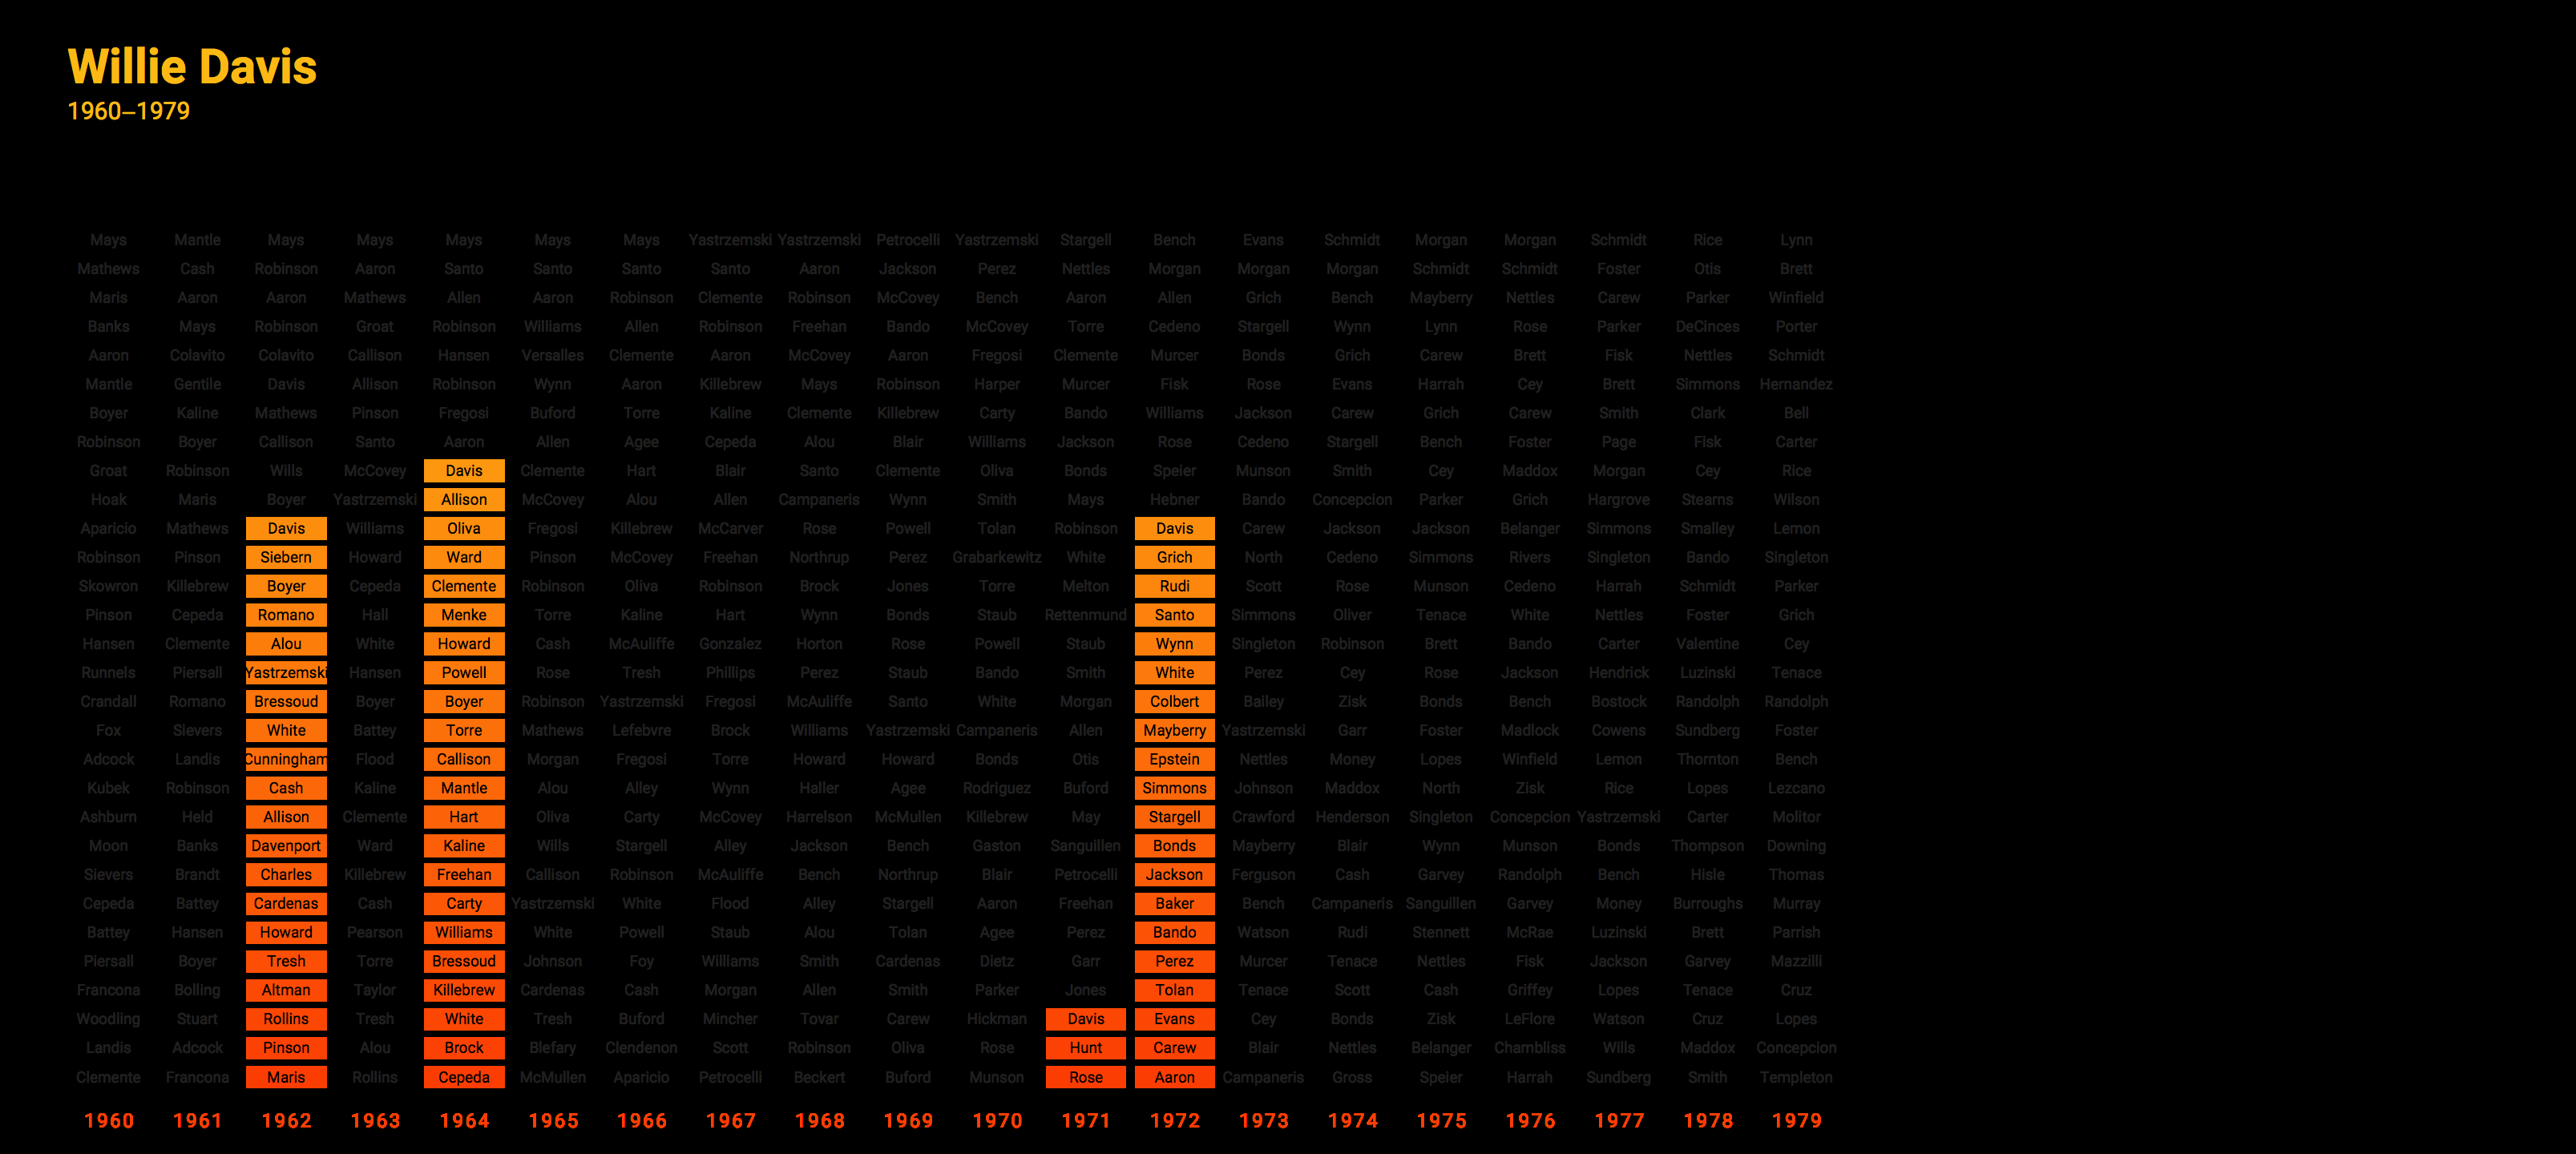 Willie Davis
1960–1979
Mays Mantle Mays Mays Mays Mays Mays Yastrzemski Yastrzemski Petrocelli Yastrzemski Stargell Bench Evans Schmidt Morgan Morgan Schmidt Rice Lynn
Mathews Cash Robinson Aaron Santo Santo Santo Santo Aaron Jackson Perez Nettles Morgan Morgan Morgan Schmidt Schmidt Foster Otis Brett
Maris Aaron Aaron Mathews Allen Aaron Robinson Clemente Robinson McCovey Bench Aaron Allen Grich Bench Mayberry Nettles Carew Parker Winfield
Banks Mays Robinson Groat Robinson Williams Allen Robinson Freehan Bando McCovey Torre Cedeno Stargell Wynn Lynn Rose Parker DeCinces Porter
Aaron Colavito Colavito Callison Hansen Versalles Clemente Aaron McCovey Aaron Fregosi Clemente Murcer Bonds Grich Carew Brett Fisk Nettles Schmidt
Mantle Gentile Davis Allison Robinson Wynn Aaron Killebrew Mays Robinson Harper Murcer Fisk Rose Evans Harrah Cey Brett Simmons Hernandez
Boyer Kaline Mathews Pinson Fregosi Buford Torre Kaline Clemente Killebrew Carty Bando Williams Jackson Carew Grich Carew Smith Clark Bell
Robinson Boyer Callison Santo Aaron Allen Agee Cepeda Alou Blair Williams Jackson Rose Cedeno Stargell Bench Foster Page Fisk Carter
Groat Robinson Wills McCovey Davis Clemente Hart Blair Santo Clemente Oliva Bonds Speier Munson Smith Cey Maddox Morgan Cey Rice
Hoak Maris Boyer Yastrzemski Allison McCovey Alou Allen Campaneris Wynn Smith Mays Hebner Bando Concepcion Parker Grich Hargrove Stearns Wilson
Aparicio Mathews Davis Williams Oliva Fregosi Killebrew McCarver Rose Powell Tolan Robinson Davis Carew Jackson Jackson Belanger Simmons Smalley Lemon
Robinson Pinson Siebern Howard Ward Pinson McCovey Freehan Northrup Perez Grabarkewitz White Grich North Cedeno Simmons Rivers Singleton Bando Singleton
Skowron Killebrew Boyer Cepeda Clemente Robinson Oliva Robinson Brock Jones Torre Melton Rudi Scott Rose Munson Cedeno Harrah Schmidt Parker
Pinson Cepeda Romano Hall Menke Torre Kaline Hart Wynn Bonds Staub Rettenmund Santo Simmons Oliver Tenace White Nettles Foster Grich
Hansen Clemente Alou White Howard Cash McAuliffe Gonzalez Horton Rose Powell Staub Wynn Singleton Robinson Brett Bando Carter Valentine Cey
Runnels Piersall Yastrzemski Hansen Powell Rose Tresh Phillips Perez Staub Bando Smith White Perez Cey Rose Jackson Hendrick Luzinski Tenace
Crandall Romano Bressoud Boyer Boyer Robinson Yastrzemski Fregosi McAuliffe Santo White Morgan Colbert Bailey Zisk Bonds Bench Bostock Randolph Randolph
Fox Sievers White Battey Torre Mathews Lefebvre Brock Williams Yastrzemski Campaneris Allen Mayberry Yastrzemski Garr Foster Madlock Cowens Sundberg Foster
Adcock Landis Cunningham Flood Callison Morgan Fregosi Torre Howard Howard Bonds Otis Epstein Nettles Money Lopes Winfield Lemon Thornton Bench
Kubek Robinson Cash Kaline Mantle Alou Alley Wynn Haller Agee Rodriguez Buford Simmons Johnson Maddox North Zisk Rice Lopes Lezcano
Ashburn Held Allison Clemente Hart Oliva Carty McCovey Harrelson McMullen Killebrew May Stargell Crawford Henderson Singleton Concepcion Yastrzemski Carter Molitor
Moon Banks Davenport Ward Kaline Wills Stargell Alley Jackson Bench Gaston Sanguillen Bonds Mayberry Blair Wynn Munson Bonds Thompson Downing
Sievers Brandt Charles Killebrew Freehan Callison Robinson McAuliffe Bench Northrup Blair Petrocelli Jackson Ferguson Cash Garvey Randolph Bench Hisle Thomas
Cepeda Battey Cardenas Cash Carty Yastrzemski White Flood Alley Stargell Aaron Freehan Baker Bench Campaneris Sanguillen Garvey Money Burroughs Murray
Battey Hansen Howard Pearson Williams White Powell Staub Alou Tolan Agee Perez Bando Watson Rudi Stennett McRae Luzinski Brett Parrish
Piersall Boyer Tresh Torre Bressoud Johnson Foy Williams Smith Cardenas Dietz Garr Perez Murcer Tenace Nettles Fisk Jackson Garvey Mazzilli
Francona Bolling Altman Taylor Killebrew Cardenas Cash Morgan Allen Smith Parker Jones Tolan Tenace Scott Cash Griffey Lopes Tenace Cruz
Woodling Stuart Rollins Tresh White Tresh Buford Mincher Tovar Carew Hickman Davis Evans Cey Bonds Zisk LeFlore Watson Cruz Lopes
Landis Adcock Pinson Alou Brock Blefary Clendenon Scott Robinson Oliva Rose Hunt Carew Blair Nettles Belanger Chambliss Wills Maddox Concepcion
Clemente Francona Maris Rollins Cepeda McMullen Aparicio Petrocelli Beckert Buford Munson Rose Aaron Campaneris Gross Speier Harrah Sundberg Smith Templeton
1960 1961 1962 1963 1964 1965 1966 1967 1968 1969 1970 1971 1972 1973 1974 1975 1976 1977 1978 1979